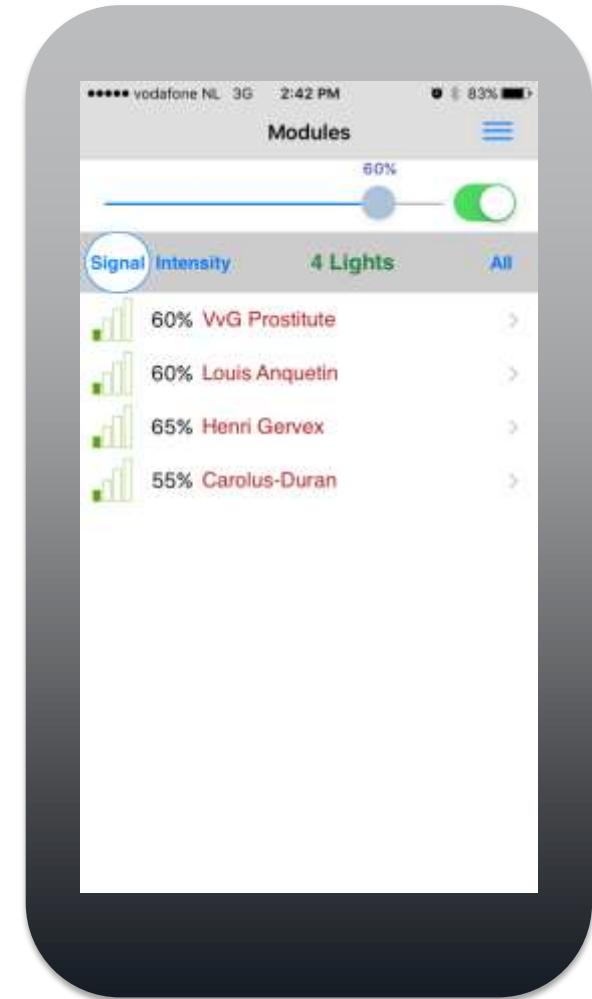 vodafone NL 3G 2:42 PM 83%
Modules
60%
Signal Intensity 4 Lights All
60% VvG Prostitute
60% Louis Anquetin
65% Henri Gervex
55% Carolus-Duran